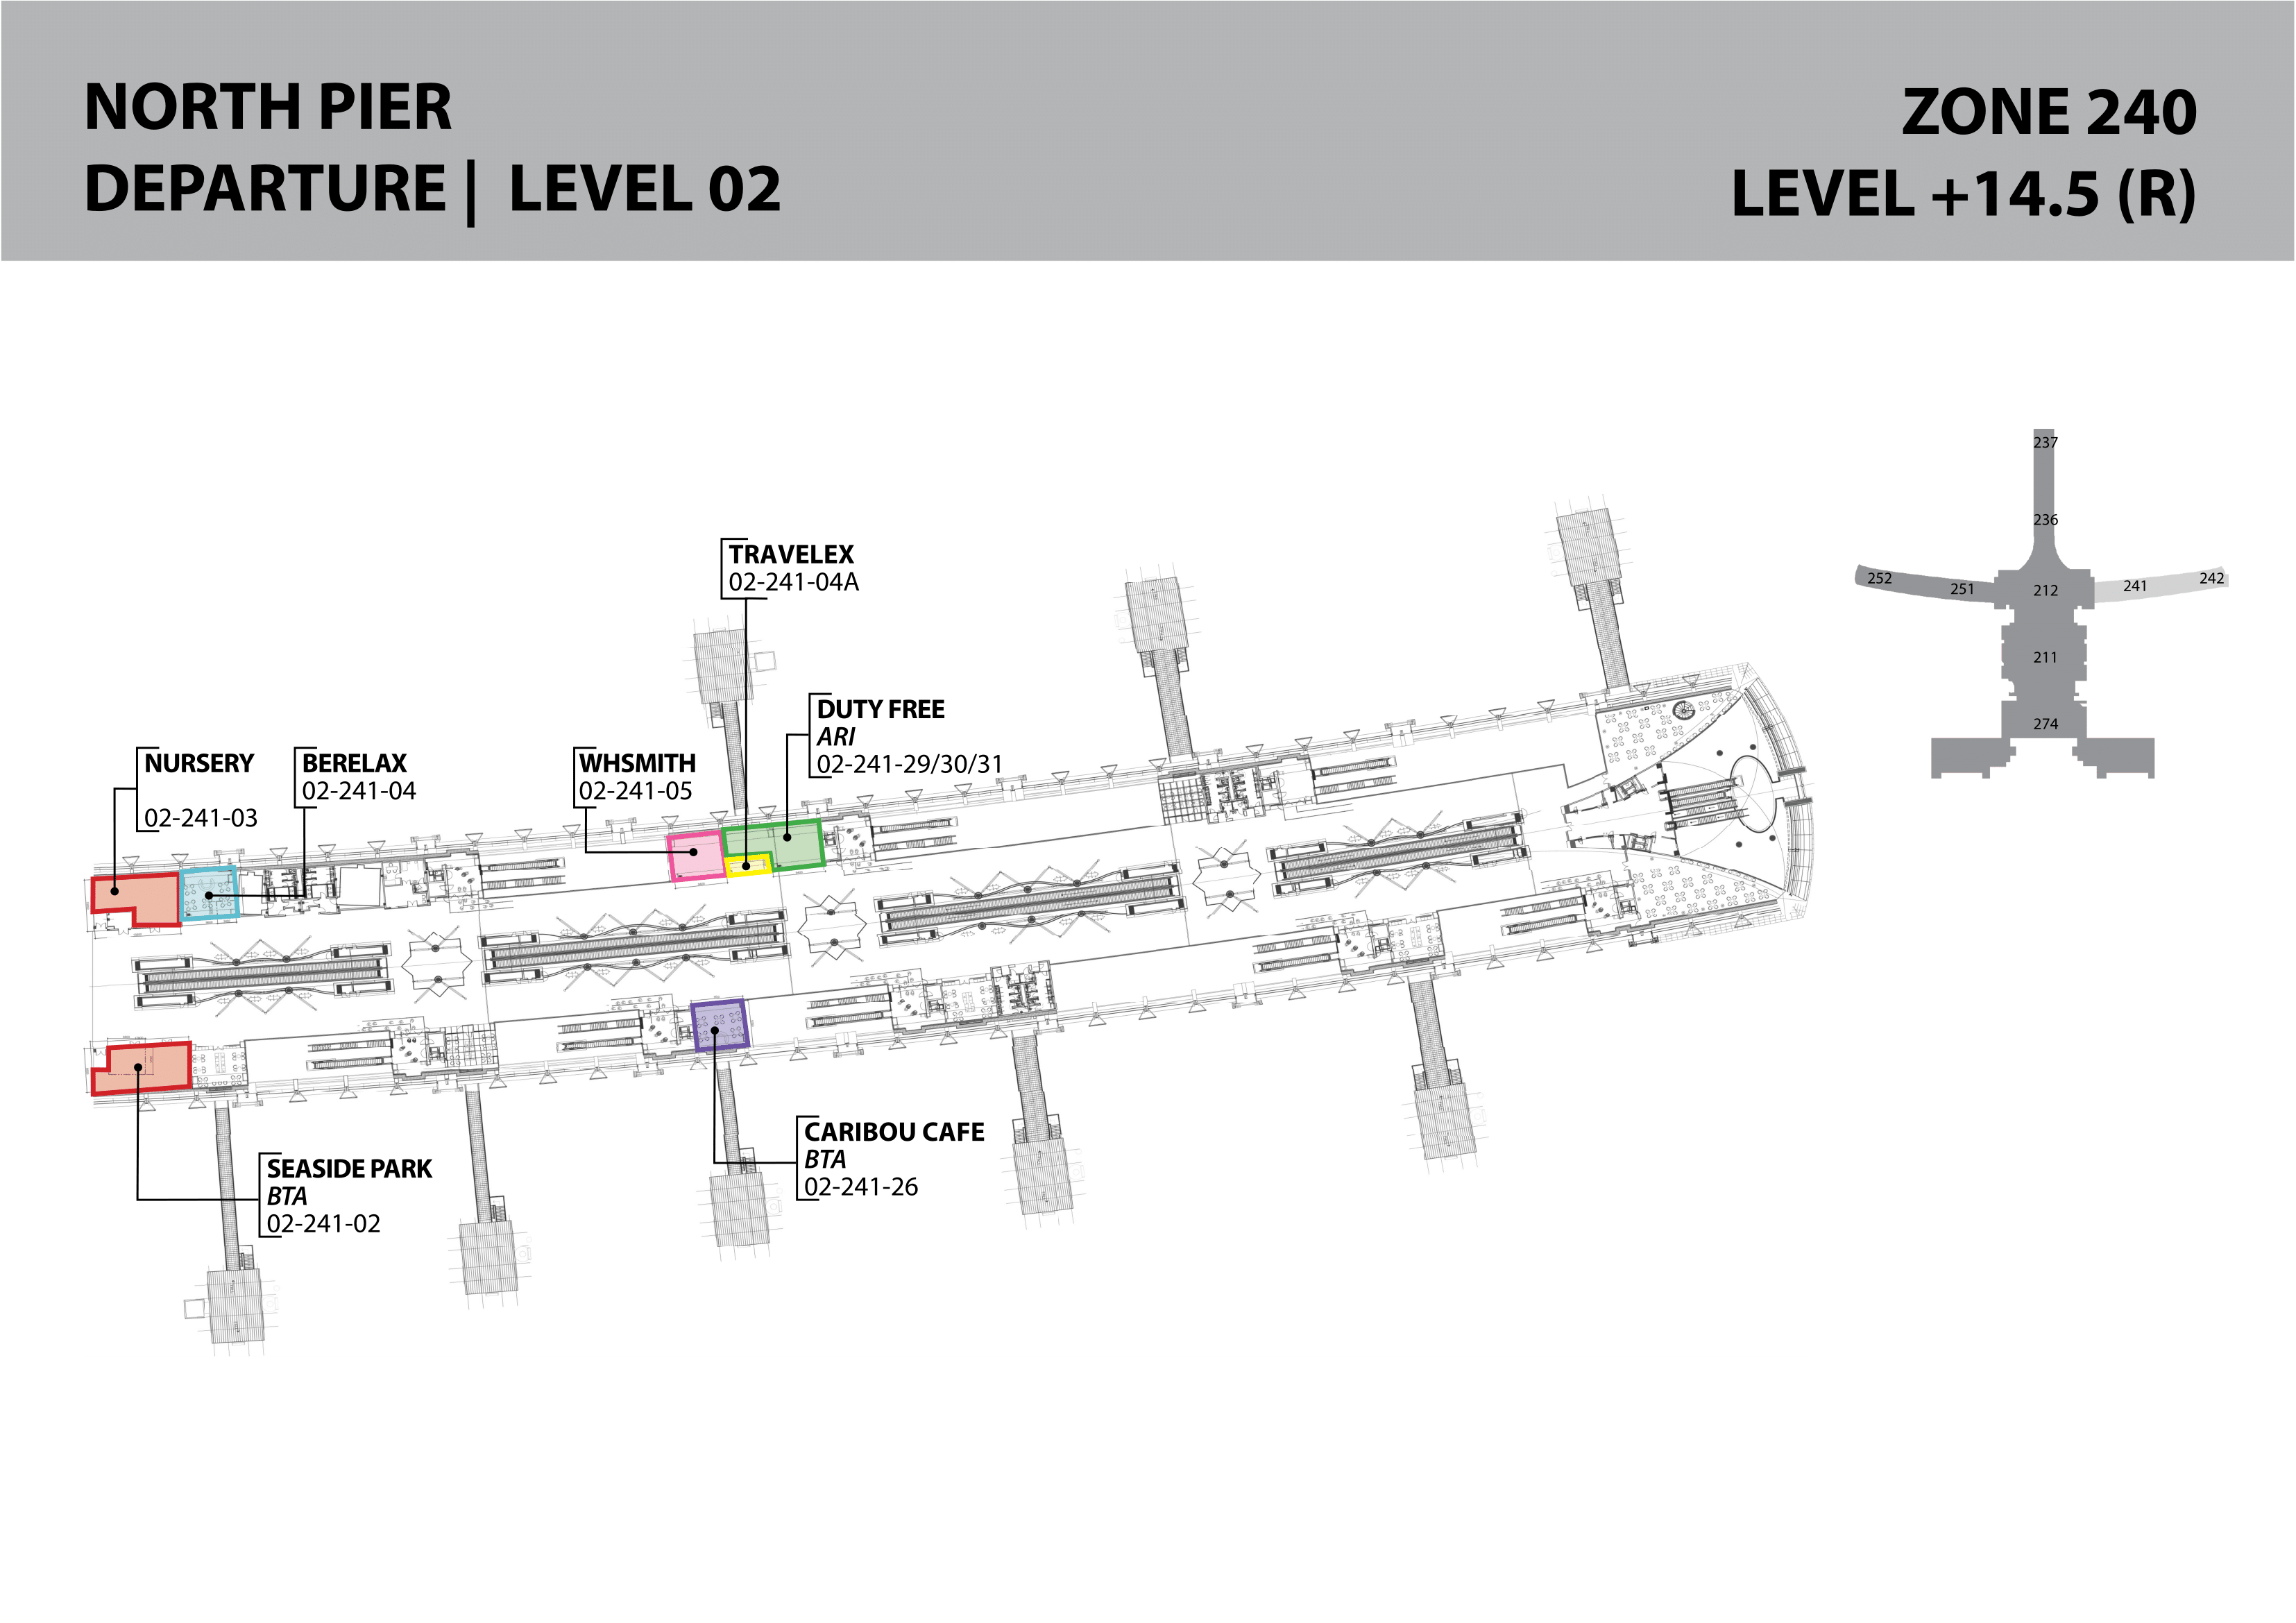 NORTH PIER
DEPARTURE | LEVEL 02
ZONE 240
LEVEL +14.5 (R)
TRAVELEX
02-241-04A
DUTY FREE
ARI
02-241-29/30/31
NURSERY
02-241-03
BERELAX
02-241-04
WHSMITH
02-241-05
SEASIDE PARK
BTA
02-241-02
CARIBOU CAFE
BTA
02-241-26
237
236
252
251
212
241
242
211
274